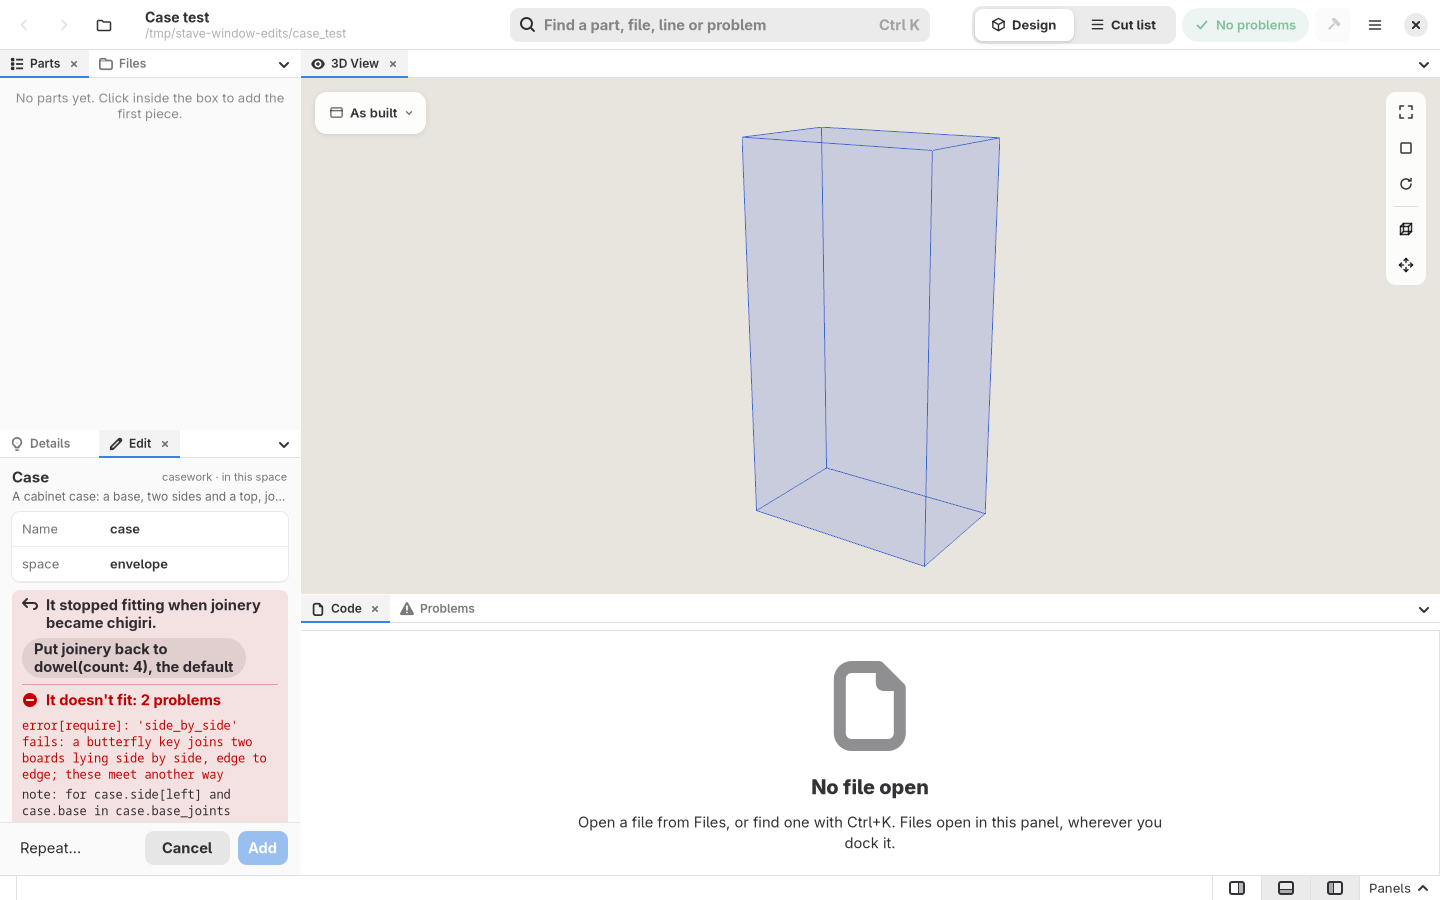 Case test
/tmp/stave-window-edits/case_test
Find a part, file, line or problem
Ctrl K
Design
Cut list
No problems
Parts
Files
3D View
No parts yet. Click inside the box to add the
first piece.
As built
Details
Edit
Case
casework · in this space
A cabinet case: a base, two sides and a top, jo...
Name
case
space
envelope
It stopped fitting when joinery
became chigiri.
Put joinery back to
dowel(count: 4), the default
It doesn't fit: 2 problems
error[require]: 'side_by_side'
fails: a butterfly key joins two
boards lying side by side, edge to
edge; these meet another way
note: for case.side[left] and
case.base in case.base_joints
Repeat...
Cancel
Add
Code
Problems
No file open
Open a file from Files, or find one with Ctrl+K. Files open in this panel, wherever you
dock it.
Panels